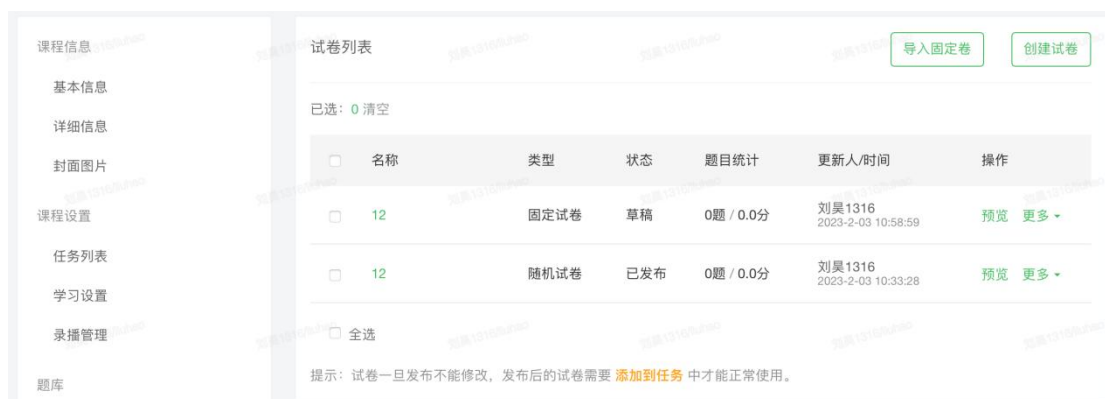 课程信息
基本信息
详细信息
封面图片
课程设置
任务列表
学习设置
录播管理
题库
试卷列表
导入固定卷
创建试卷
已选：0 清空
名称 类型 状态 题目统计 更新人/时间 操作
12 固定试卷 草稿 0题 / 0.0分 刘昊1316 预览 更多
2023-2-03 10:58:59
12 随机试卷 已发布 0题 / 0.0分 刘昊1316 预览 更多
2023-2-03 10:33:28
全选
提示：试卷一旦发布不能修改，发布后的试卷需要 添加到任务 中才能正常使用。